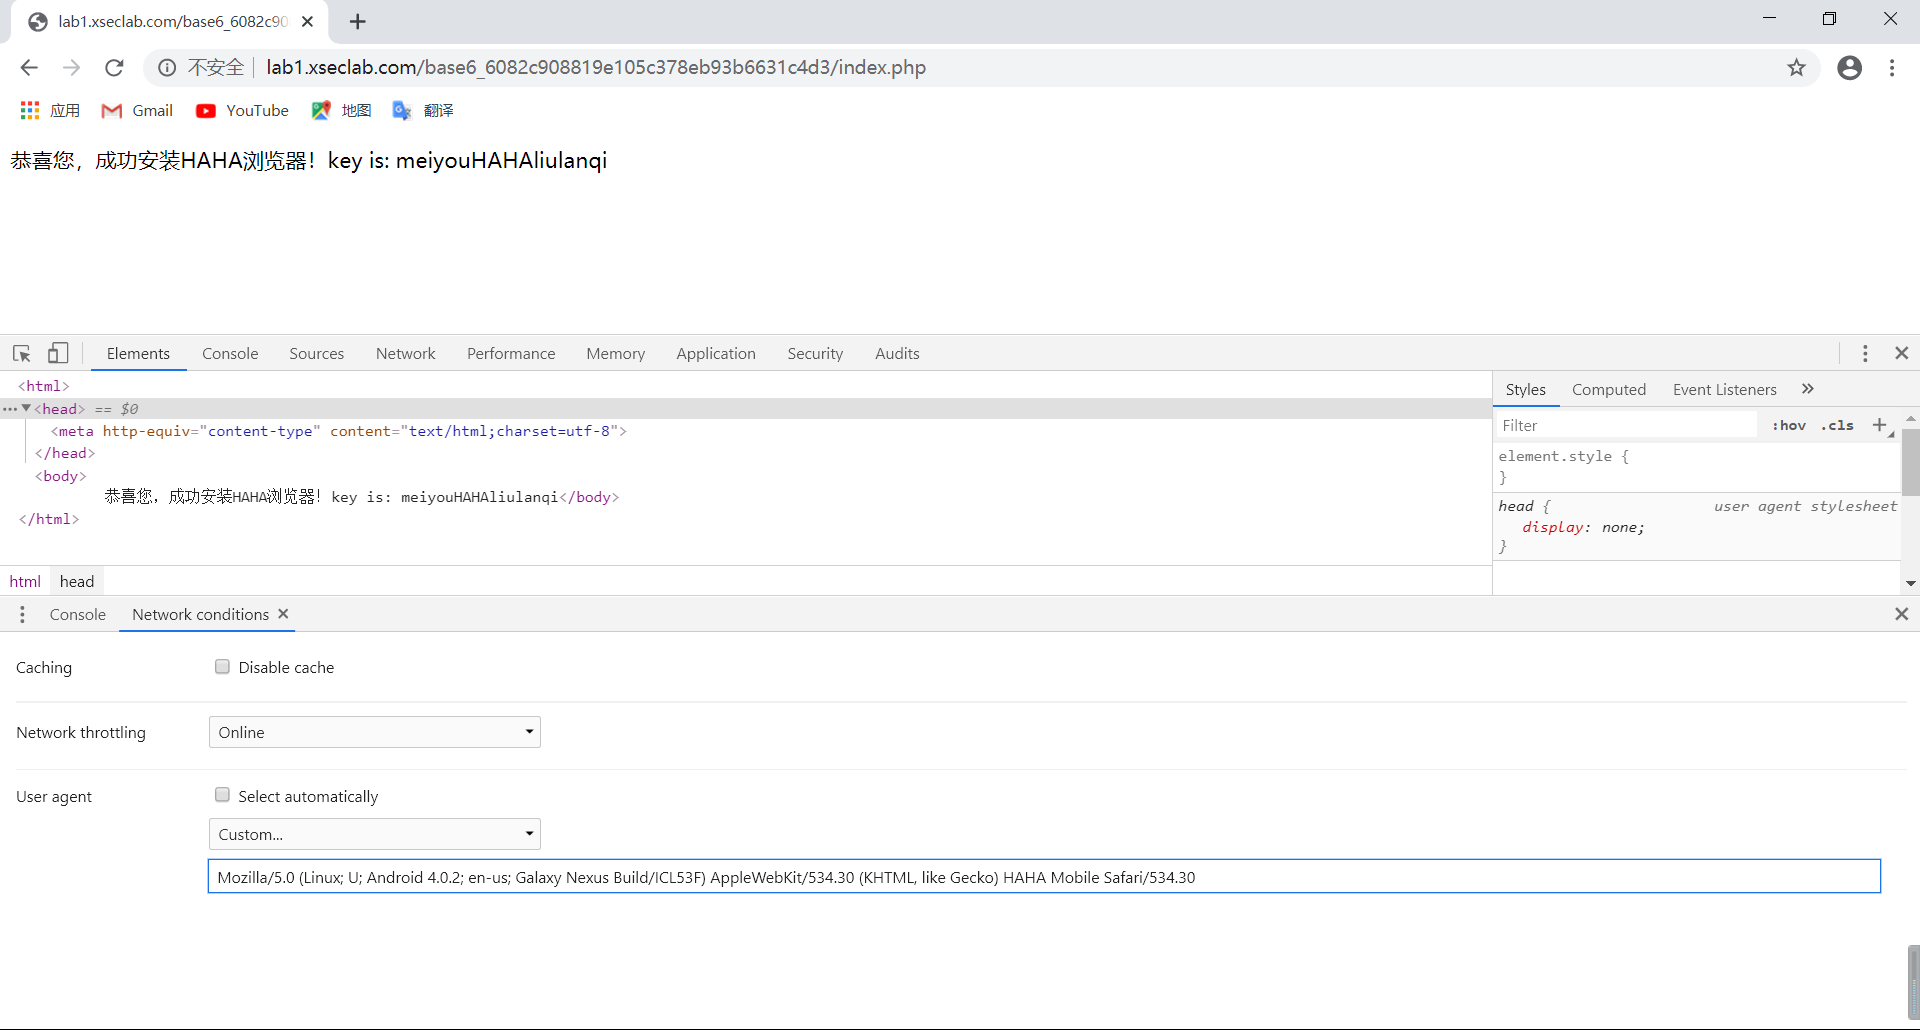 lab1.xseclab.com/base6_6082c90
不安全 lab1.xseclab.com/base6_6082c908819e105c378eb93b6631c4d3/index.php
应用 Gmail YouTube 地图 翻译
恭喜您，成功安装HAHA浏览器！key is: meiyouHAHAliulanqi
Elements Console Sources Network Performance Memory Application Security Audits
<html>
<head> == $0
<meta http-equiv="content-type" content="text/html;charset=utf-8">
</head>
<body>
恭喜您，成功安装HAHA浏览器！key is: meiyouHAHAliulanqi</body>
</html>
html head
Styles Computed Event Listeners
Filter :hov .cls
element.style {
}
head { user agent stylesheet
display: none;
}
Console Network conditions
Caching Disable cache
Network throttling Online
User agent Select automatically
Custom...
Mozilla/5.0 (Linux; U; Android 4.0.2; en-us; Galaxy Nexus Build/ICL53F) AppleWebKit/534.30 (KHTML, like Gecko) HAHA Mobile Safari/534.30